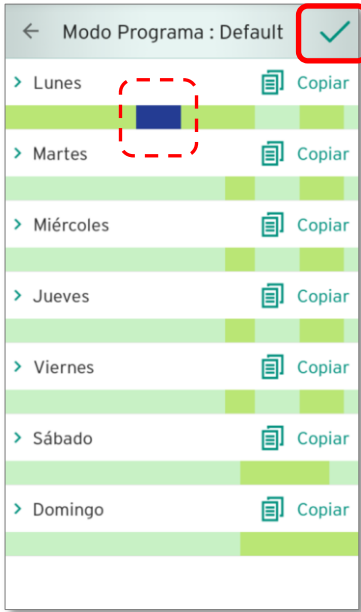 Modo Programa : Default
Lunes Copiar
Martes Copiar
Miércoles Copiar
Jueves Copiar
Viernes Copiar
Sábado Copiar
Domingo Copiar